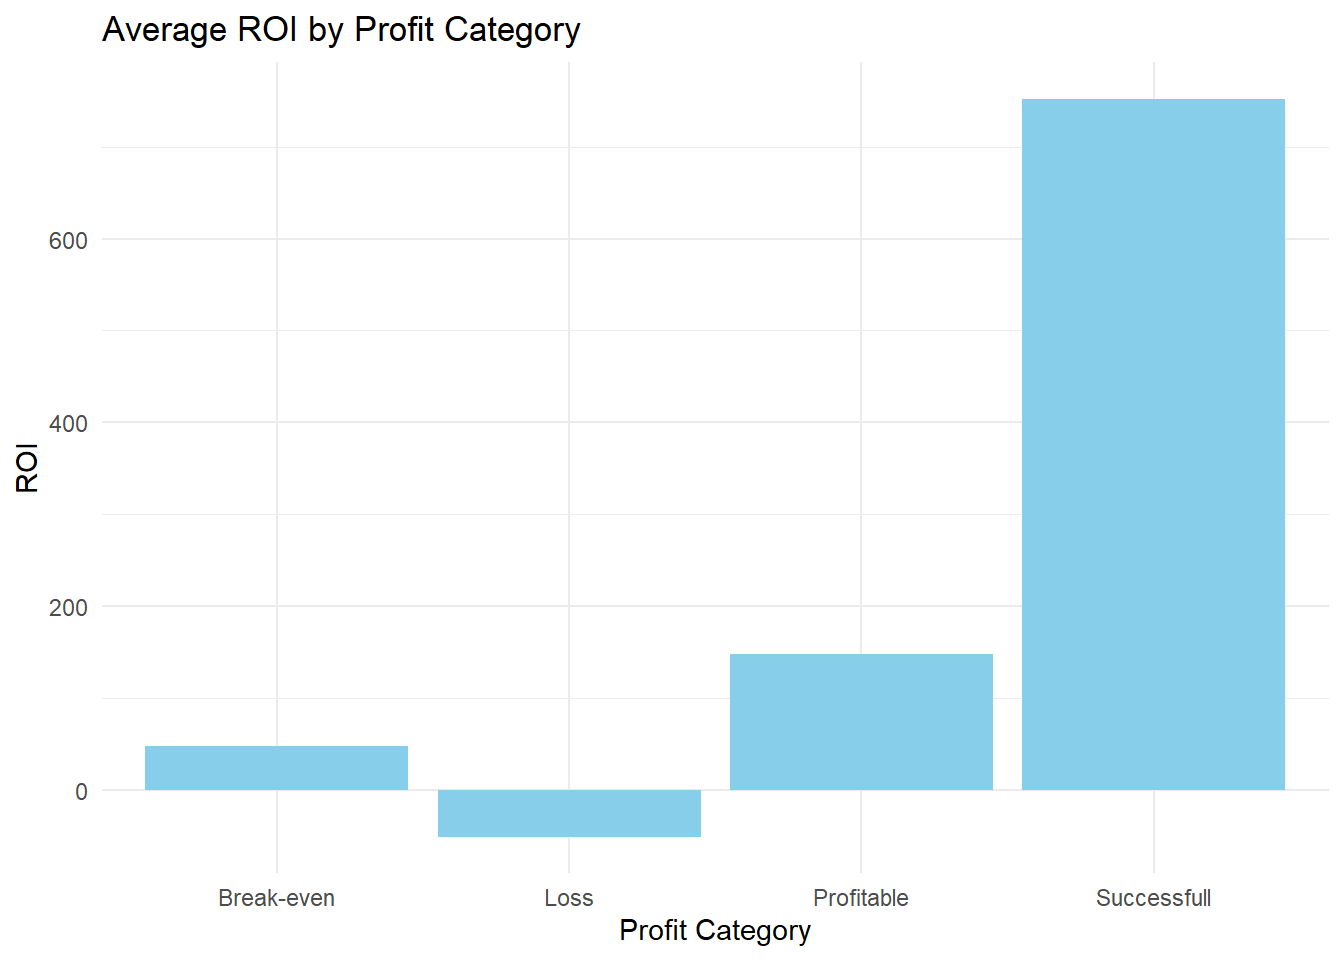 Average ROI by Profit Category
ROI
600
400
200
0
Break-even
Loss
Profitable
Successfull
Profit Category